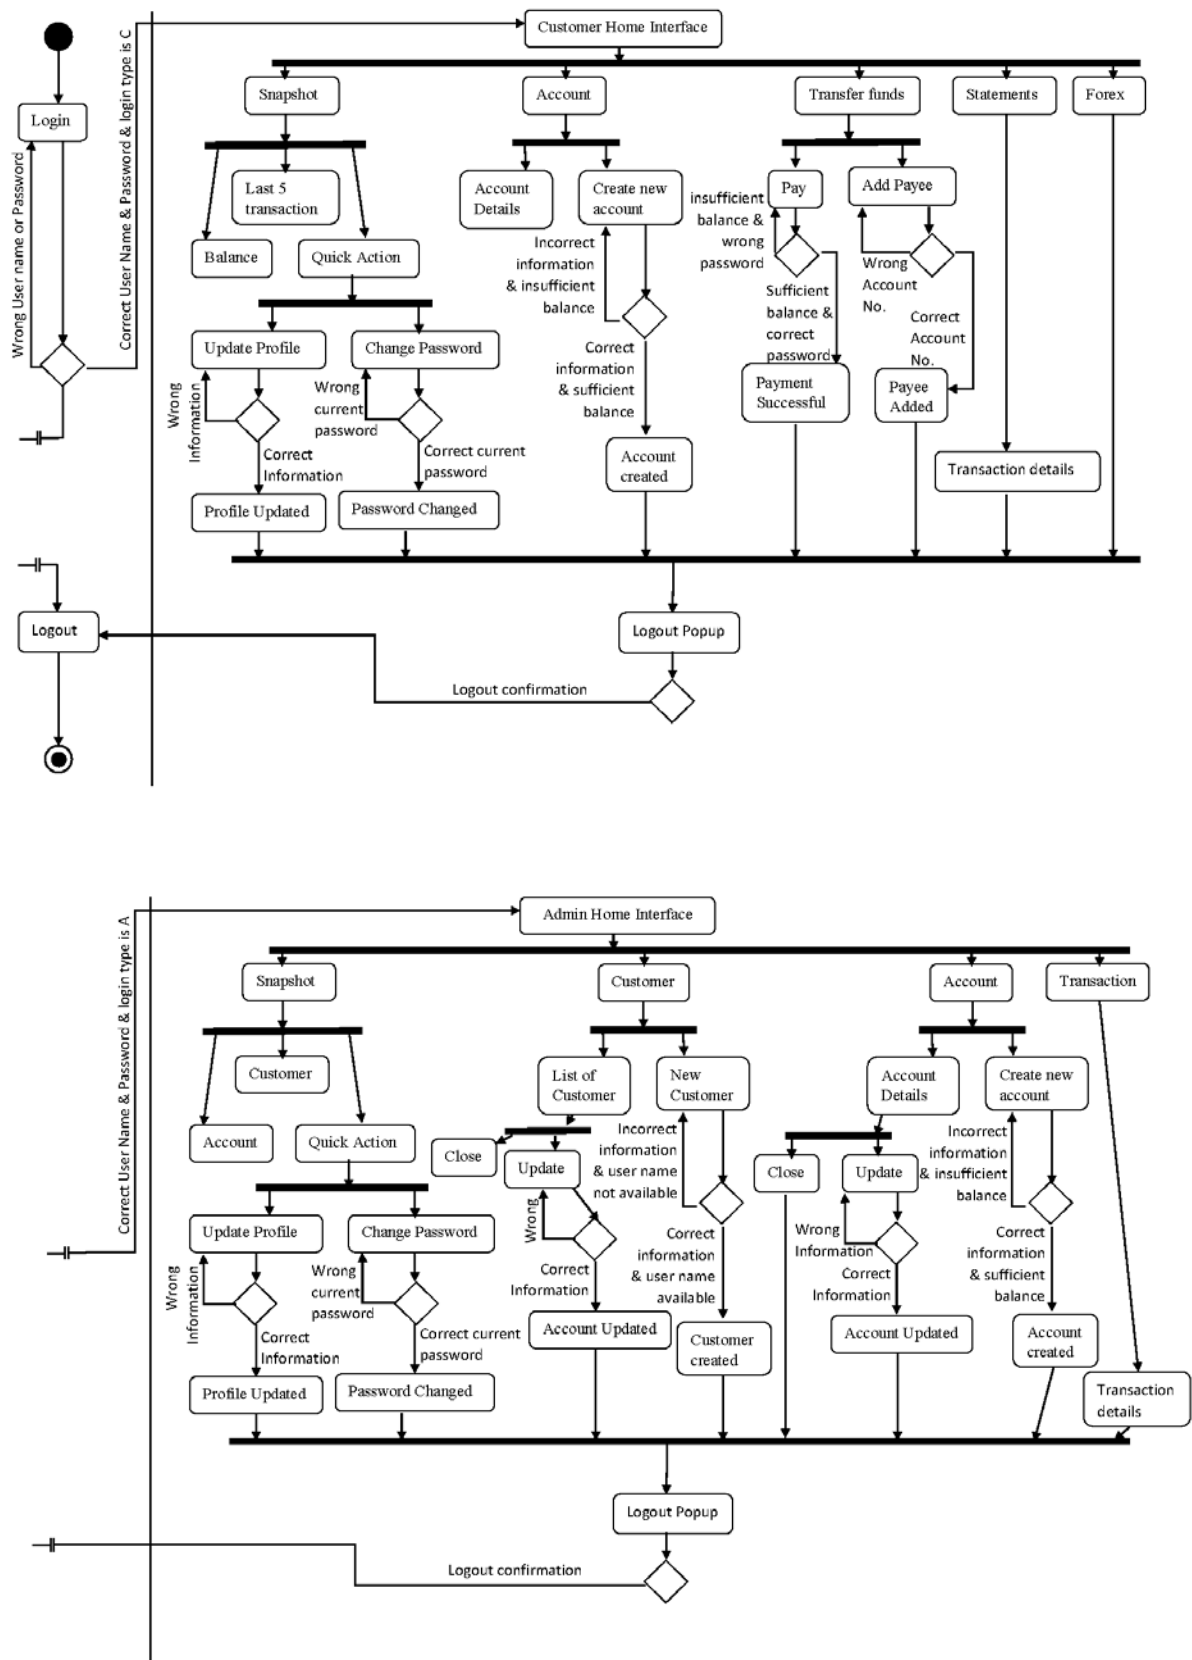 Customer Home Interface
Correct User Name & Password & login type is C
Snapshot
Account
Transfer funds
Statements
Forex
Login
Wrong User name or Password
Last 5
transaction
Account
Details
Create new
account
Pay
Add Payee
insufficient
balance &
wrong
password
Balance
Quick Action
Incorrect
information
& insufficient
balance
Wrong
Account
No.
Sufficient
balance &
correct
password
Correct
Account
No.
Update Profile
Change Password
Correct
information
& sufficient
balance
Wrong
Information
Wrong
current
password
Payment
Successful
Payee
Added
Correct
Information
Correct current
password
Account
created
Transaction details
Profile Updated
Password Changed
Logout
Logout Popup
Logout confirmation
Correct User Name & Password & login type is A
Admin Home Interface
Snapshot
Customer
Account
Transaction
Customer
List of
Customer
New
Customer
Account
Details
Create new
account
Account
Quick Action
Close
Update
Incorrect
information
& user name
not available
Close
Update
Incorrect
information
& insufficient
balance
Update Profile
Change Password
Wrong
Correct
information
& user name
available
Wrong
Information
Correct
information
& sufficient
balance
Wrong
Information
Wrong
current
password
Correct
Information
Correct
Information
Correct
Information
Correct current
password
Account Updated
Customer
created
Account Updated
Account
created
Profile Updated
Password Changed
Transaction
details
Logout Popup
Logout confirmation